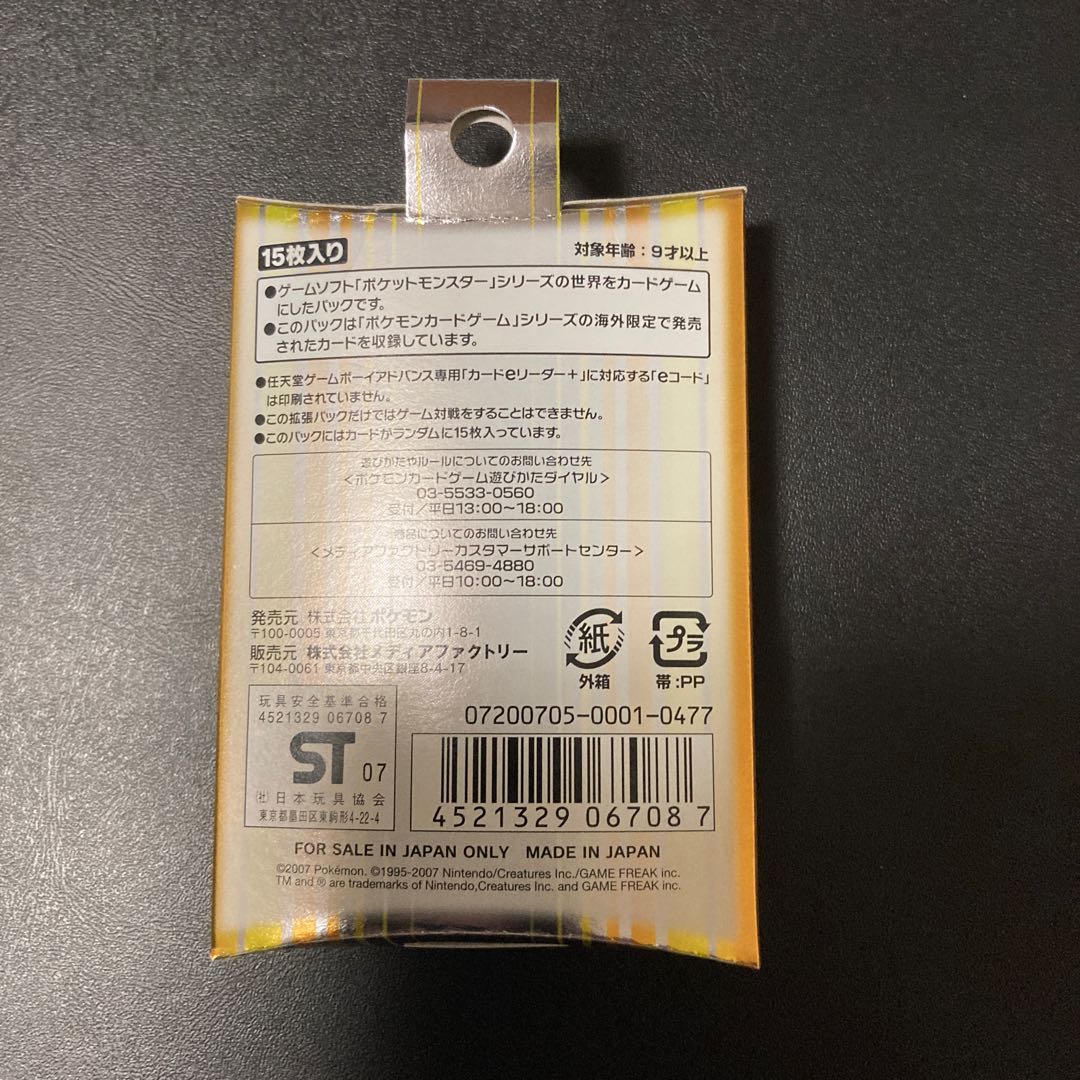 15枚入り
対象年齢：9才以上
●ゲームソフト「ポケットモンスター」シリーズの世界をカードゲーム
にしたパックです。
●このパックは「ポケモンカードゲーム」シリーズの海外限定で発売
されたカードを収録しています。
●任天堂ゲームボーイアドバンス専用「カードeリーダー＋」に対応する「eコード」
は印刷されていません。
●この拡張パックだけではゲーム対戦をすることはできません。
●このパックにはカードがランダムに15枚入っています。
遊びかたやルールについてのお問い合わせ先
＜ポケモンカードゲーム遊びかたダイヤル＞
03-5533-0560
受付／平日13:00〜18:00
商品についてのお問い合わせ先
＜メディアファクトリーカスタマーサポートセンター＞
03-5469-4880
受付／平日10:00〜18:00
発売元 株式会社ポケモン
〒100-0005 東京都千代田区丸の内1-8-1
販売元 株式会社メディアファクトリー
〒104-0061 東京都中央区銀座8-4-17
紙
外箱
プラ
帯:PP
玩具安全基準合格
4521329 06708 7
ST 07
(社)日本玩具協会
東京都墨田区東駒形4-22-4
07200705-0001-0477
4521329 06708 7
FOR SALE IN JAPAN ONLY MADE IN JAPAN
©2007 Pokémon. ©1995-2007 Nintendo/Creatures Inc./GAME FREAK inc.
TM and ® are trademarks of Nintendo,Creatures Inc. and GAME FREAK inc.